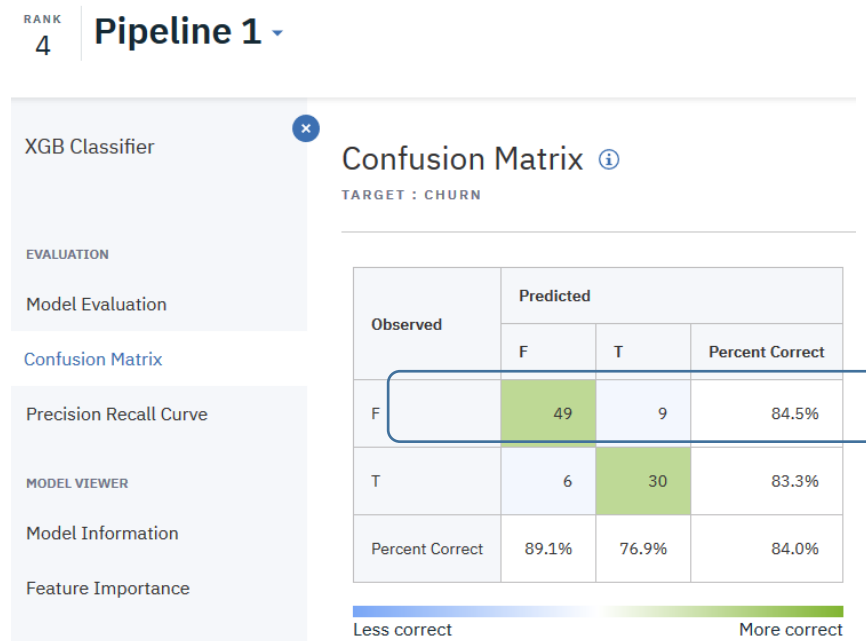 RANK
4
Pipeline 1
XGB Classifier
EVALUATION
Model Evaluation
Confusion Matrix
Precision Recall Curve
MODEL VIEWER
Model Information
Feature Importance
Confusion Matrix
TARGET : CHURN
Observed
Predicted
F T Percent Correct
F 49 9 84.5%
T 6 30 83.3%
Percent Correct 89.1% 76.9% 84.0%
Less correct More correct